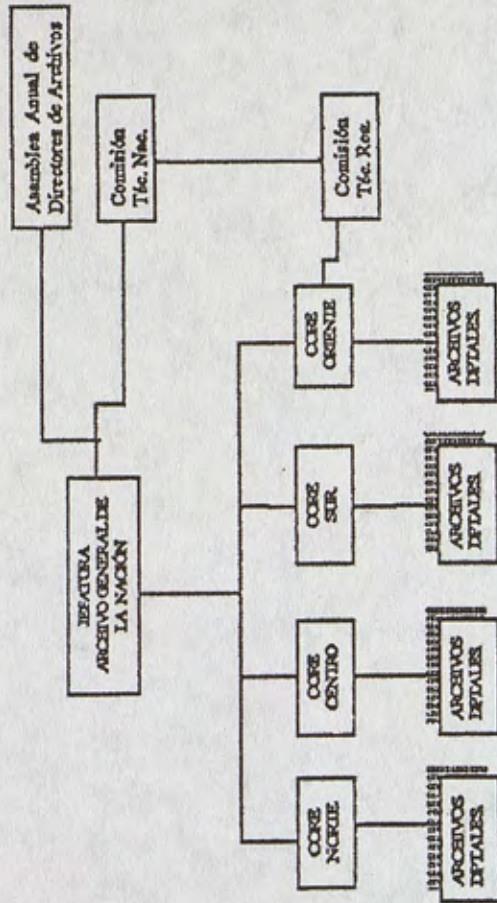 Asamblea Anual de
Directores de Archivos
JEFATURA
ARCHIVO GENERAL DE
LA NACIÓN
Comisión
Téc. Nac.
CORE
NORTE
CORE
CENTRO
CORE
SUR.
CORE
ORIENTE
Comisión
Téc. Reg.
ARCHIVOS
DPTALES.
ARCHIVOS
DPTALES.
ARCHIVOS
DPTALES.
ARCHIVOS
DPTALES.